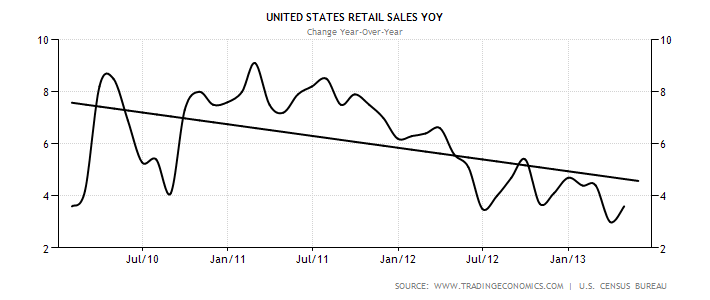 UNITED STATES RETAIL SALES YOY
Change Year-Over-Year
10 10
8 8
6 6
4 4
2 2
Jul/10 Jan/11 Jul/11 Jan/12 Jul/12 Jan/13
SOURCE: WWW.TRADINGECONOMICS.COM | U.S. CENSUS BUREAU